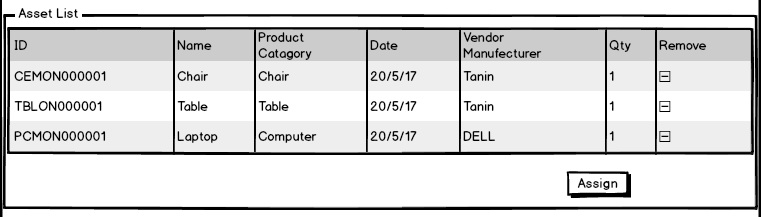 Asset List
ID Name Product Catagory Date Vendor Manufacturer Qty Remove
CEMON000001 Chair Chair 20/5/17 Tanin 1
TBLON000001 Table Table 20/5/17 Tanin 1
PCMON000001 Laptop Computer 20/5/17 DELL 1
Assign